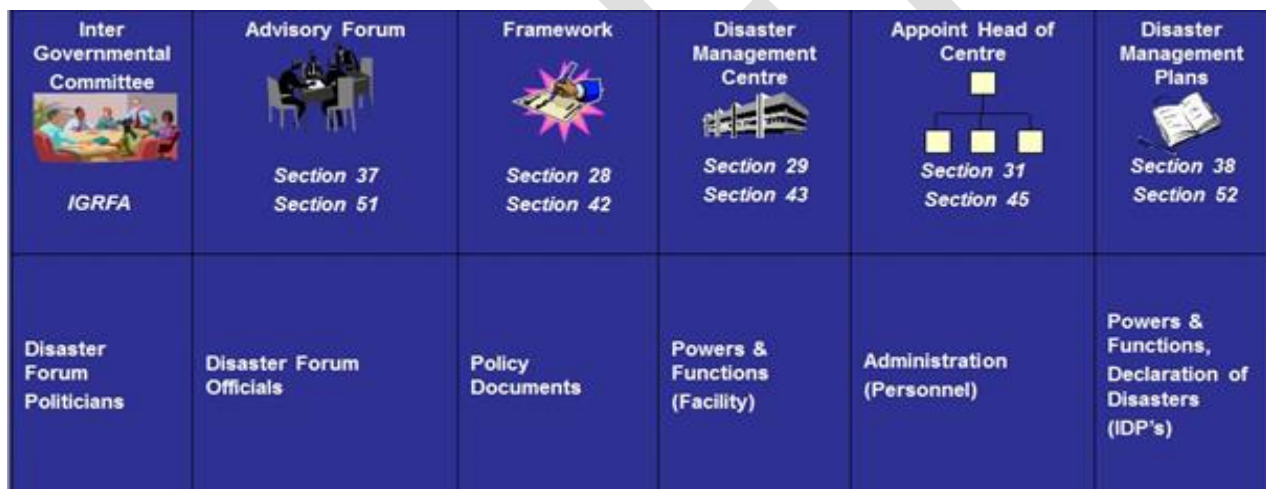 Inter
Governmental
Committee
IGRFA
Advisory Forum
Section 37
Section 51
Framework
Section 28
Section 42
Disaster
Management
Centre
Section 29
Section 43
Appoint Head of
Centre
Section 31
Section 45
Disaster
Management
Plans
Section 38
Section 52
Disaster
Forum
Politicians
Disaster Forum
Officials
Policy
Documents
Powers &
Functions
(Facility)
Administration
(Personnel)
Powers &
Functions,
Declaration of
Disasters
(IDP's)